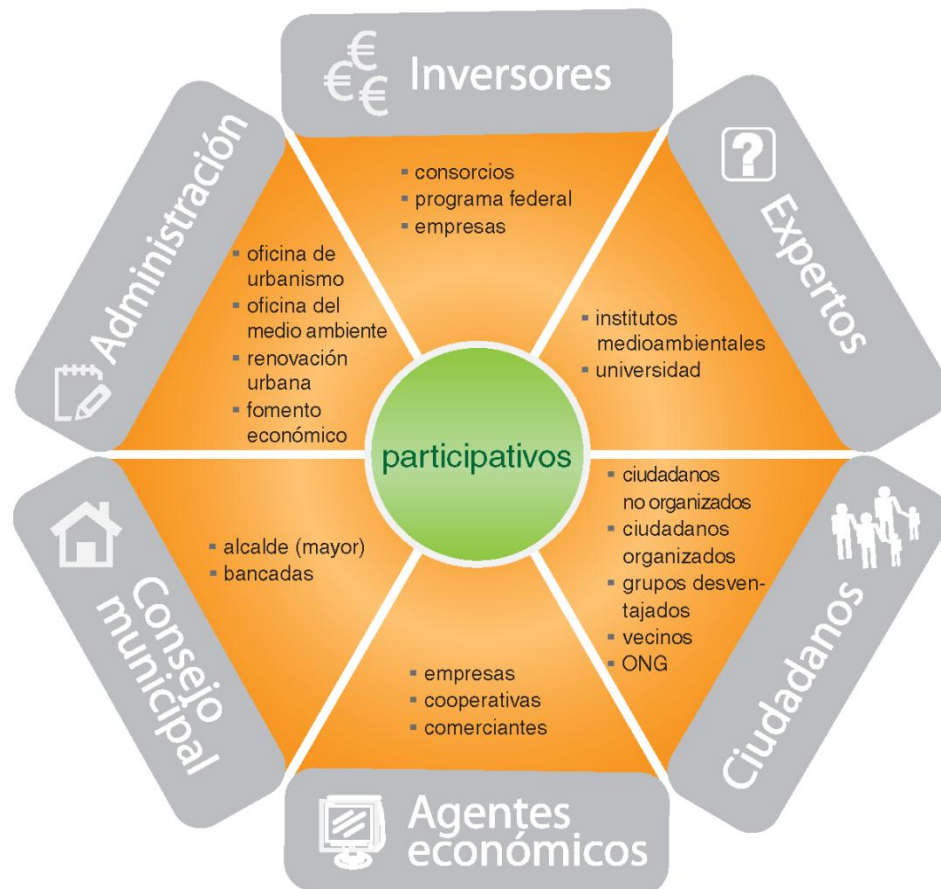 € € €
Inversores
▪ consorcios
▪ programa federal
▪ empresas
?
Expertos
▪ institutos
medioambientales
▪ universidad
Ciudadanos
▪ ciudadanos
no organizados
▪ ciudadanos
organizados
▪ grupos desven-
tajados
▪ vecinos
▪ ONG
Agentes
económicos
▪ empresas
▪ cooperativas
▪ comerciantes
Consejo
municipal
▪ alcalde (mayor)
▪ bancadas
Administración
▪ oficina de
urbanismo
▪ oficina del
medio ambiente
▪ renovación
urbana
▪ fomento
económico
participativos